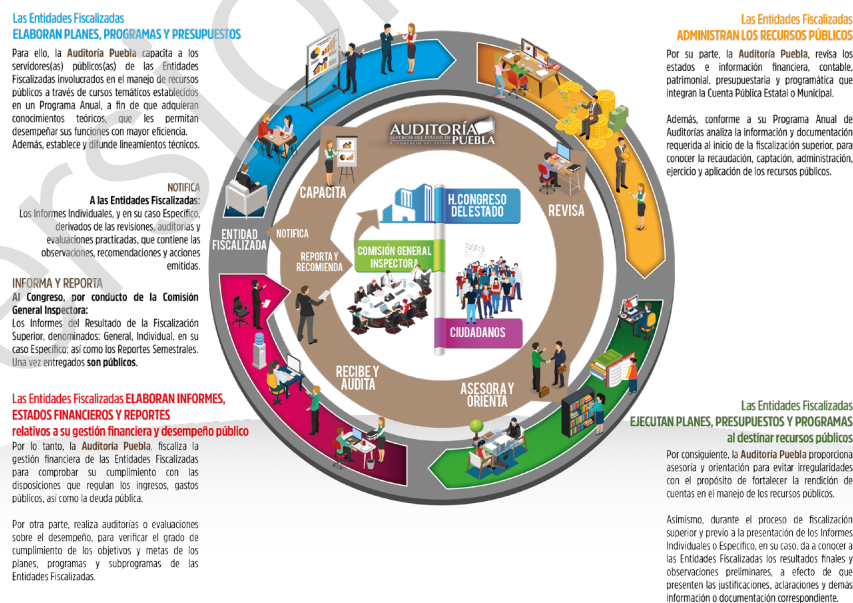 Las Entidades Fiscalizadas
ELABORAN PLANES, PROGRAMAS Y PRESUPUESTOS
Para ello, la Auditoría Puebla capacita a los
servidores(as) públicos(as) de las Entidades
Fiscalizadas involucrados en el manejo de recursos
públicos a través de cursos temáticos establecidos
en un Programa Anual, a fin de que adquieran
conocimientos teóricos, que les permitan
desempeñar sus funciones con mayor eficiencia.
Además, establece y difunde lineamientos técnicos.
NOTIFICA
A las Entidades Fiscalizadas:
Los Informes Individuales, y en su caso Específico,
derivados de las revisiones, auditorías y
evaluaciones practicadas, que contiene las
observaciones, recomendaciones y acciones
emitidas.
INFORMA Y REPORTA
Al Congreso, por conducto de la Comisión
General Inspectora:
Los Informes del Resultado de la Fiscalización
Superior, denominados: General, Individual, en su
caso Específico; así como los Reportes Semestrales.
Una vez entregados son públicos.
Las Entidades Fiscalizadas ELABORAN INFORMES,
ESTADOS FINANCIEROS Y REPORTES
relativos a su gestión financiera y desempeño público
Por lo tanto, la Auditoría Puebla, fiscaliza la
gestión financiera de las Entidades Fiscalizadas
para comprobar su cumplimiento con las
disposiciones que regulan los ingresos, gastos
públicos, así como la deuda pública.
Por otra parte, realiza auditorías o evaluaciones
sobre el desempeño, para verificar el grado de
cumplimiento de los objetivos y metas de los
planes, programas y subprogramas de las
Entidades Fiscalizadas.
AUDITORÍA
SUPERIOR DEL ESTADO DE PUEBLA
CAPACITA
H. CONGRESO
DEL ESTADO
REVISA
ENTIDAD
FISCALIZADA
NOTIFICA
REPORTA Y
RECOMIENDA
COMISIÓN GENERAL
INSPECTORA
CIUDADANOS
RECIBE Y
AUDITA
ASESORA Y
ORIENTA
Las Entidades Fiscalizadas
ADMINISTRAN LOS RECURSOS PÚBLICOS
Por su parte, la Auditoría Puebla, revisa los
estados e información financiera, contable,
patrimonial, presupuestaria y programática que
integran la Cuenta Pública Estatal o Municipal.
Además, conforme a su Programa Anual de
Auditorías analiza la información y documentación
requerida al inicio de la fiscalización superior, para
conocer la recaudación, captación, administración,
ejercicio y aplicación de los recursos públicos.
Las Entidades Fiscalizadas
EJECUTAN PLANES, PRESUPUESTOS Y PROGRAMAS
al destinar recursos públicos
Por consiguiente, la Auditoría Puebla proporciona
asesoría y orientación para evitar irregularidades
con el propósito de fortalecer la rendición de
cuentas en el manejo de los recursos públicos.
Asimismo, durante el proceso de fiscalización
superior y previo a la presentación de los Informes
Individuales o Específico, en su caso, da a conocer a
las Entidades Fiscalizadas los resultados finales y
observaciones preliminares, a efecto de que
presenten las justificaciones, aclaraciones y demás
información o documentación correspondiente.